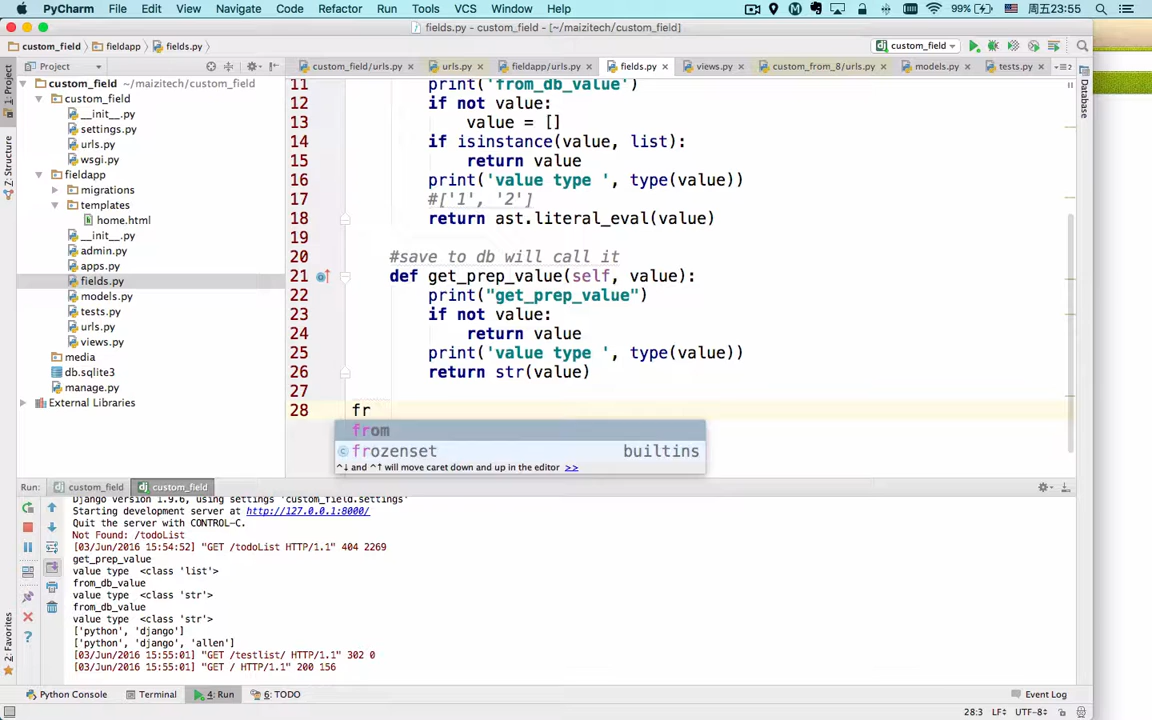 PyCharm File Edit View Navigate Code Refactor Run Tools VCS Window Help 99% 周五23:55
fields.py - custom_field - [~/maizitech/custom_field]
custom_field fieldapp fields.py custom_field
Project
custom_field/urls.py urls.py fieldapp/urls.py fields.py views.py custom_from_8/urls.py models.py tests.py
1: Project
Z: Structure
2: Favorites
Database
custom_field ~/maizitech/custom_field
custom_field
__init__.py
settings.py
urls.py
wsgi.py
fieldapp
migrations
templates
home.html
__init__.py
admin.py
apps.py
fields.py
models.py
tests.py
urls.py
views.py
media
db.sqlite3
manage.py
External Libraries
11 print('from_db_value')
12 if not value:
13 value = []
14 if isinstance(value, list):
15 return value
16 print('value type ', type(value))
17 #['1', '2']
18 return ast.literal_eval(value)
19
20 #save to db will call it
21 def get_prep_value(self, value):
22 print("get_prep_value")
23 if not value:
24 return value
25 print('value type ', type(value))
26 return str(value)
27
28 fr
from
frozenset builtins
^↓ and ^↑ will move caret down and up in the editor >>
Run: custom_field custom_field
Django version 1.9.6, using settings 'custom_field.settings'
Starting development server at http://127.0.0.1:8000/
Quit the server with CONTROL-C.
Not Found: /todoList
[03/Jun/2016 15:54:52] "GET /todoList HTTP/1.1" 404 2269
get_prep_value
value type <class 'list'>
from_db_value
value type <class 'str'>
from_db_value
value type <class 'str'>
['python', 'django']
['python', 'django', 'allen']
[03/Jun/2016 15:55:01] "GET /testlist/ HTTP/1.1" 302 0
[03/Jun/2016 15:55:01] "GET / HTTP/1.1" 200 156
Python Console Terminal 4: Run 6: TODO Event Log
28:3 LF÷ UTF-8÷